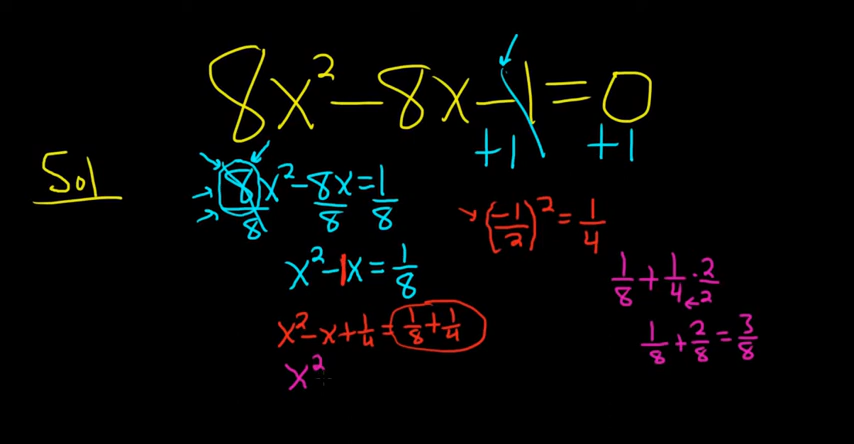 8x² - 8x - 1 = 0
+1 +1
Sol
8x² - 8x = 1
8 8 8
(-1/2)² = 1/4
x² - 1x = 1/8
1/8 + 1/4 · 2/2
x² - x + 1/4 = 1/8 + 1/4
1/8 + 2/8 = 3/8
x²